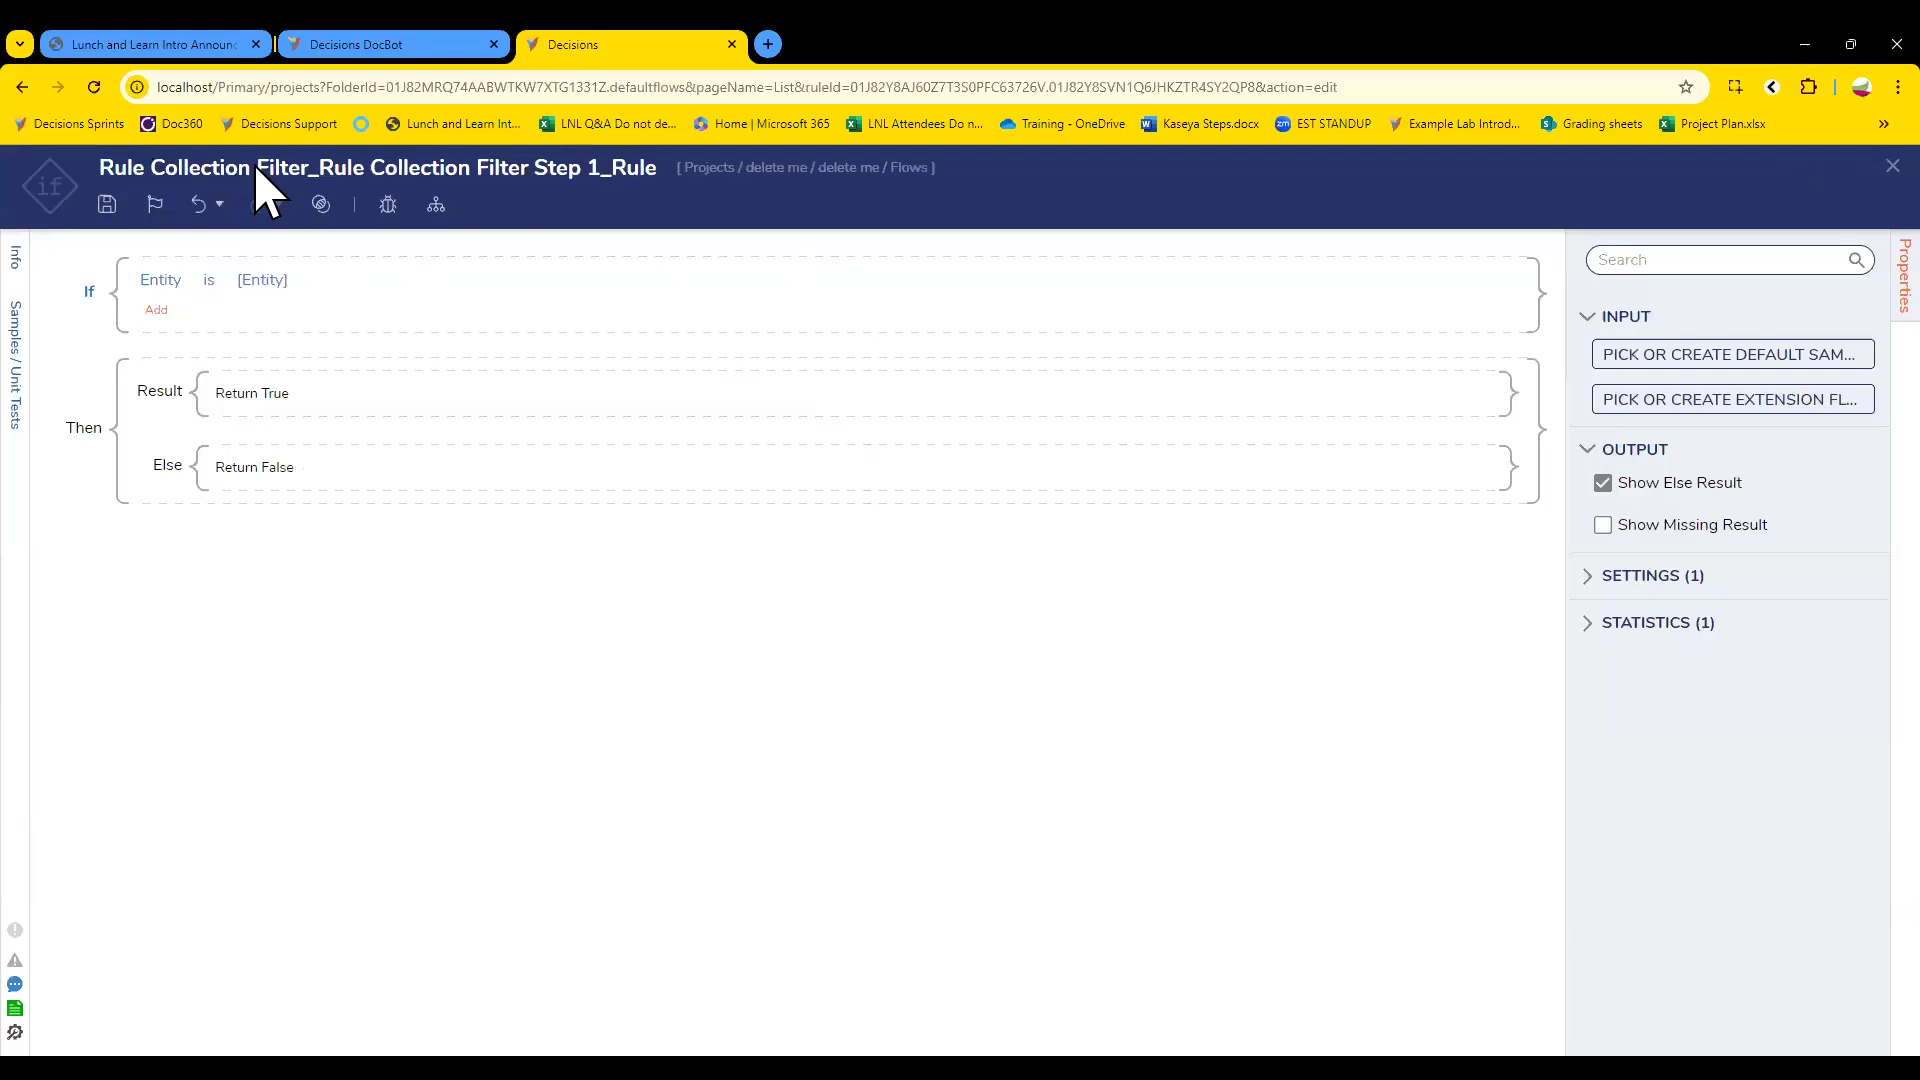 Lunch and Learn Intro Announc
Decisions DocBot
Decisions
localhost/Primary/projects?FolderId=01J82MRQ74AABWTKW7XTG1331Z.defaultflows&pageName=List&ruleId=01J82Y8AJ60Z7T3S0PFC63726V.01J82Y8SVN1Q6JHKZTR4SY2QP8&action=edit
Decisions Sprints
Doc360
Decisions Support
Lunch and Learn Int...
LNL Q&A Do not de...
Home | Microsoft 365
LNL Attendees Do n...
Training - OneDrive
Kaseya Steps.docx
zm
EST STANDUP
Example Lab Introd...
Grading sheets
Project Plan.xlsx
if
Rule Collection Filter_Rule Collection Filter Step 1_Rule
[ Projects / delete me / delete me / Flows ]
Info
Samples / Unit Tests
If
Entity is [Entity]
Add
Then
Result
Return True
Else
Return False
Search
Properties
INPUT
PICK OR CREATE DEFAULT SAM...
PICK OR CREATE EXTENSION FL...
OUTPUT
Show Else Result
Show Missing Result
SETTINGS (1)
STATISTICS (1)